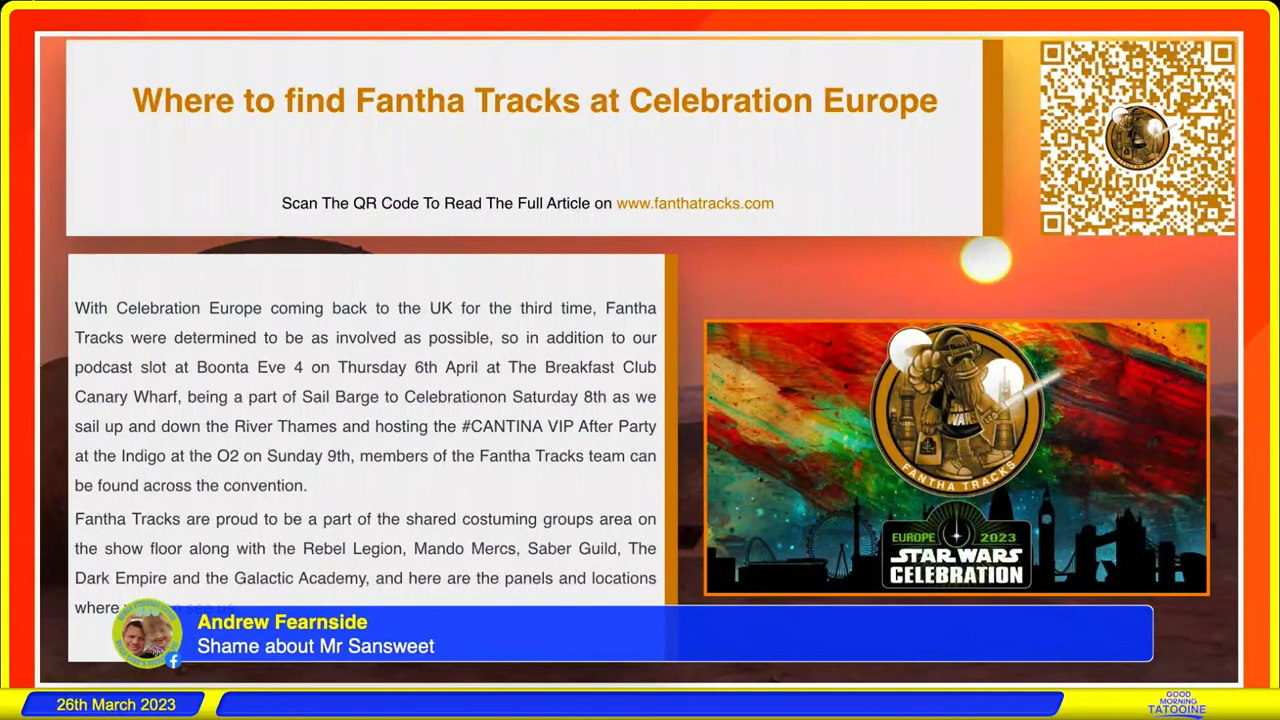 Where to find Fantha Tracks at Celebration Europe
Scan The QR Code To Read The Full Article on www.fanthatracks.com
With Celebration Europe coming back to the UK for the third time, Fantha
Tracks were determined to be as involved as possible, so in addition to our
podcast slot at Boonta Eve 4 on Thursday 6th April at The Breakfast Club
Canary Wharf, being a part of Sail Barge to Celebrationon Saturday 8th as we
sail up and down the River Thames and hosting the #CANTINA VIP After Party
at the Indigo at the O2 on Sunday 9th, members of the Fantha Tracks team can
be found across the convention.
Fantha Tracks are proud to be a part of the shared costuming groups area on
the show floor along with the Rebel Legion, Mando Mercs, Saber Guild, The
Dark Empire and the Galactic Academy, and here are the panels and locations
where
FANTHA TRACKS
EUROPE 2023
STAR WARS
CELEBRATION
Andrew Fearnside
Shame about Mr Sansweet
26th March 2023
GOOD
MORNING
TATOOINE